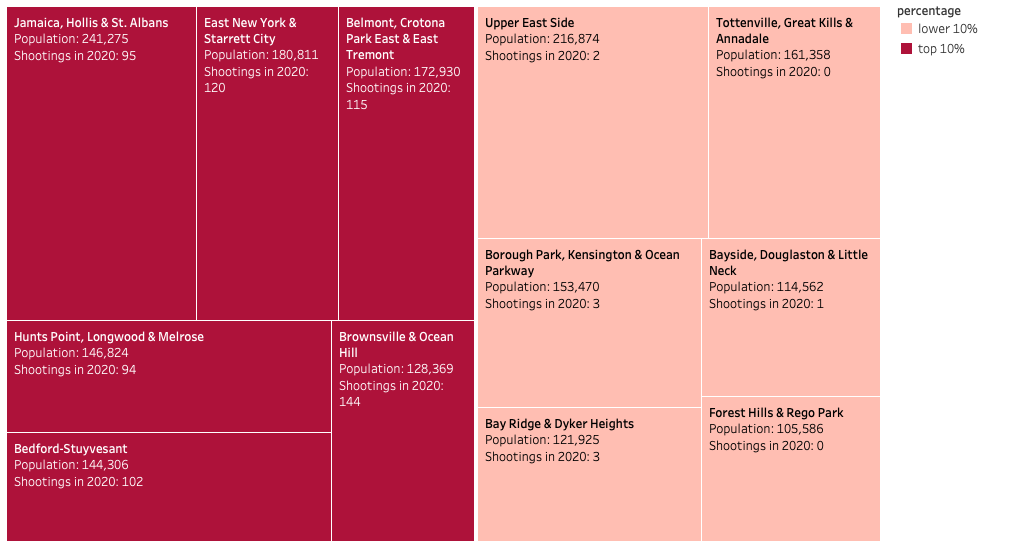 Jamaica, Hollis & St. Albans
Population: 241,275
Shootings in 2020: 95
East New York &
Starrett City
Population: 180,811
Shootings in 2020:
120
Belmont, Crotona
Park East & East
Tremont
Population: 172,930
Shootings in 2020:
115
Hunts Point, Longwood & Melrose
Population: 146,824
Shootings in 2020: 94
Bedford-Stuyvesant
Population: 144,306
Shootings in 2020: 102
Brownsville & Ocean
Hill
Population: 128,369
Shootings in 2020:
144
Upper East Side
Population: 216,874
Shootings in 2020: 2
Tottenville, Great Kills &
Annadale
Population: 161,358
Shootings in 2020: 0
Borough Park, Kensington & Ocean
Parkway
Population: 153,470
Shootings in 2020: 3
Bayside, Douglaston & Little
Neck
Population: 114,562
Shootings in 2020: 1
Bay Ridge & Dyker Heights
Population: 121,925
Shootings in 2020: 3
Forest Hills & Rego Park
Population: 105,586
Shootings in 2020: 0
percentage
lower 10%
top 10%